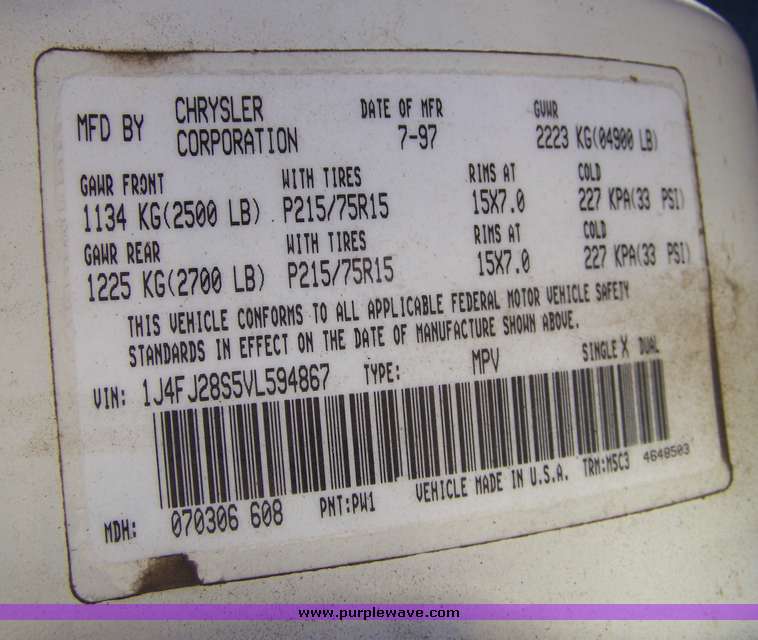 MFD BY CHRYSLER CORPORATION DATE OF MFR 7-97 GVWR 2223 KG(04900 LB)
GAWR FRONT WITH TIRES RIMS AT COLD
1134 KG(2500 LB) P215/75R15 15X7.0 227 KPA(33 PSI)
GAWR REAR WITH TIRES RIMS AT COLD
1225 KG(2700 LB) P215/75R15 15X7.0 227 KPA(33 PSI)
THIS VEHICLE CONFORMS TO ALL APPLICABLE FEDERAL MOTOR VEHICLE SAFETY
STANDARDS IN EFFECT ON THE DATE OF MANUFACTURE SHOWN ABOVE.
VIN: 1J4FJ28S5VL594867 TYPE: MPV SINGLE X DUAL
MDH: 070306 608 PNT:PW1 VEHICLE MADE IN U.S.A. TRM:M5C3 4648503
www.purplewave.com